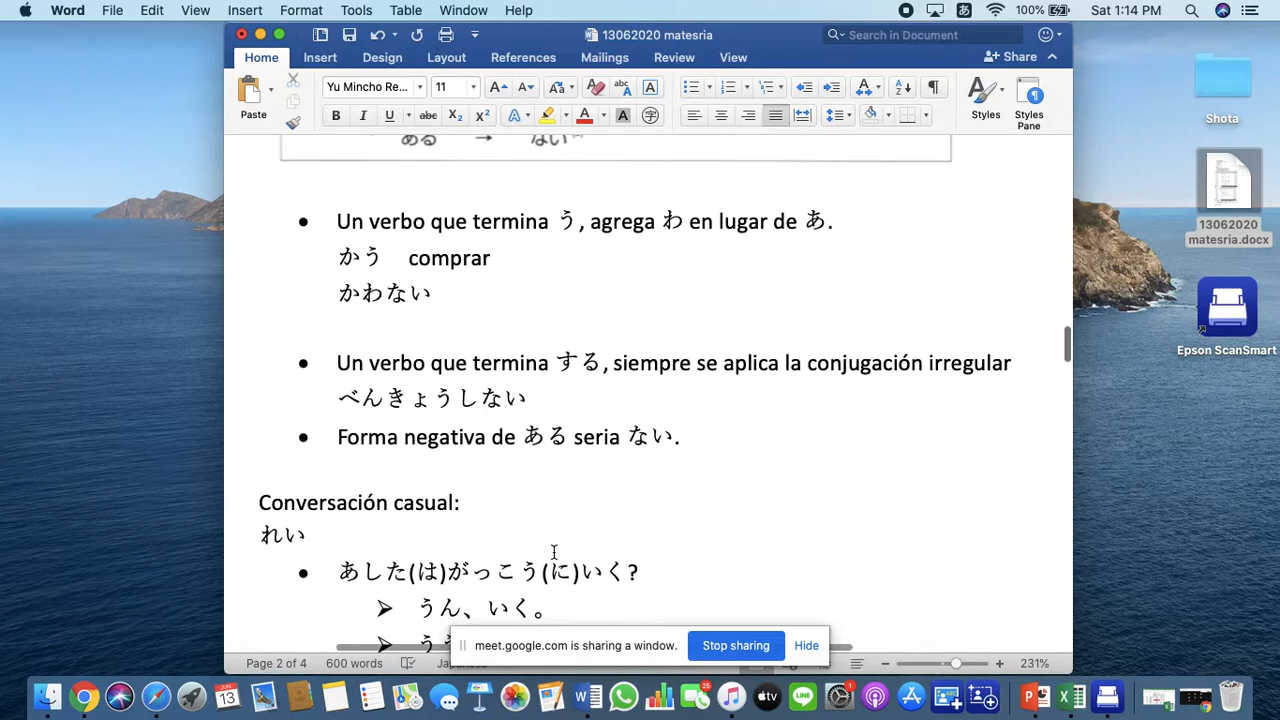 Word File Edit View Insert Format Tools Table Window Help あ 100% Sat 1:14 PM
13062020 matesria
Search in Document
Home Insert Design Layout References Mailings Review View Share
Yu Mincho Re... 11
Paste
Styles
Styles Pane
ある → ない
Un verbo que termina う, agrega わ en lugar de あ.
かう comprar
かわない
Un verbo que termina する, siempre se aplica la conjugación irregular
べんきょうしない
Forma negativa de ある seria ない.
Conversación casual:
れい
あした(は)がっこう(に)いく?
うん、いく。
meet.google.com is sharing a window. Stop sharing Hide
Page 2 of 4 600 words 231%
Shota
13062020
matesria.docx
Epson ScanSmart